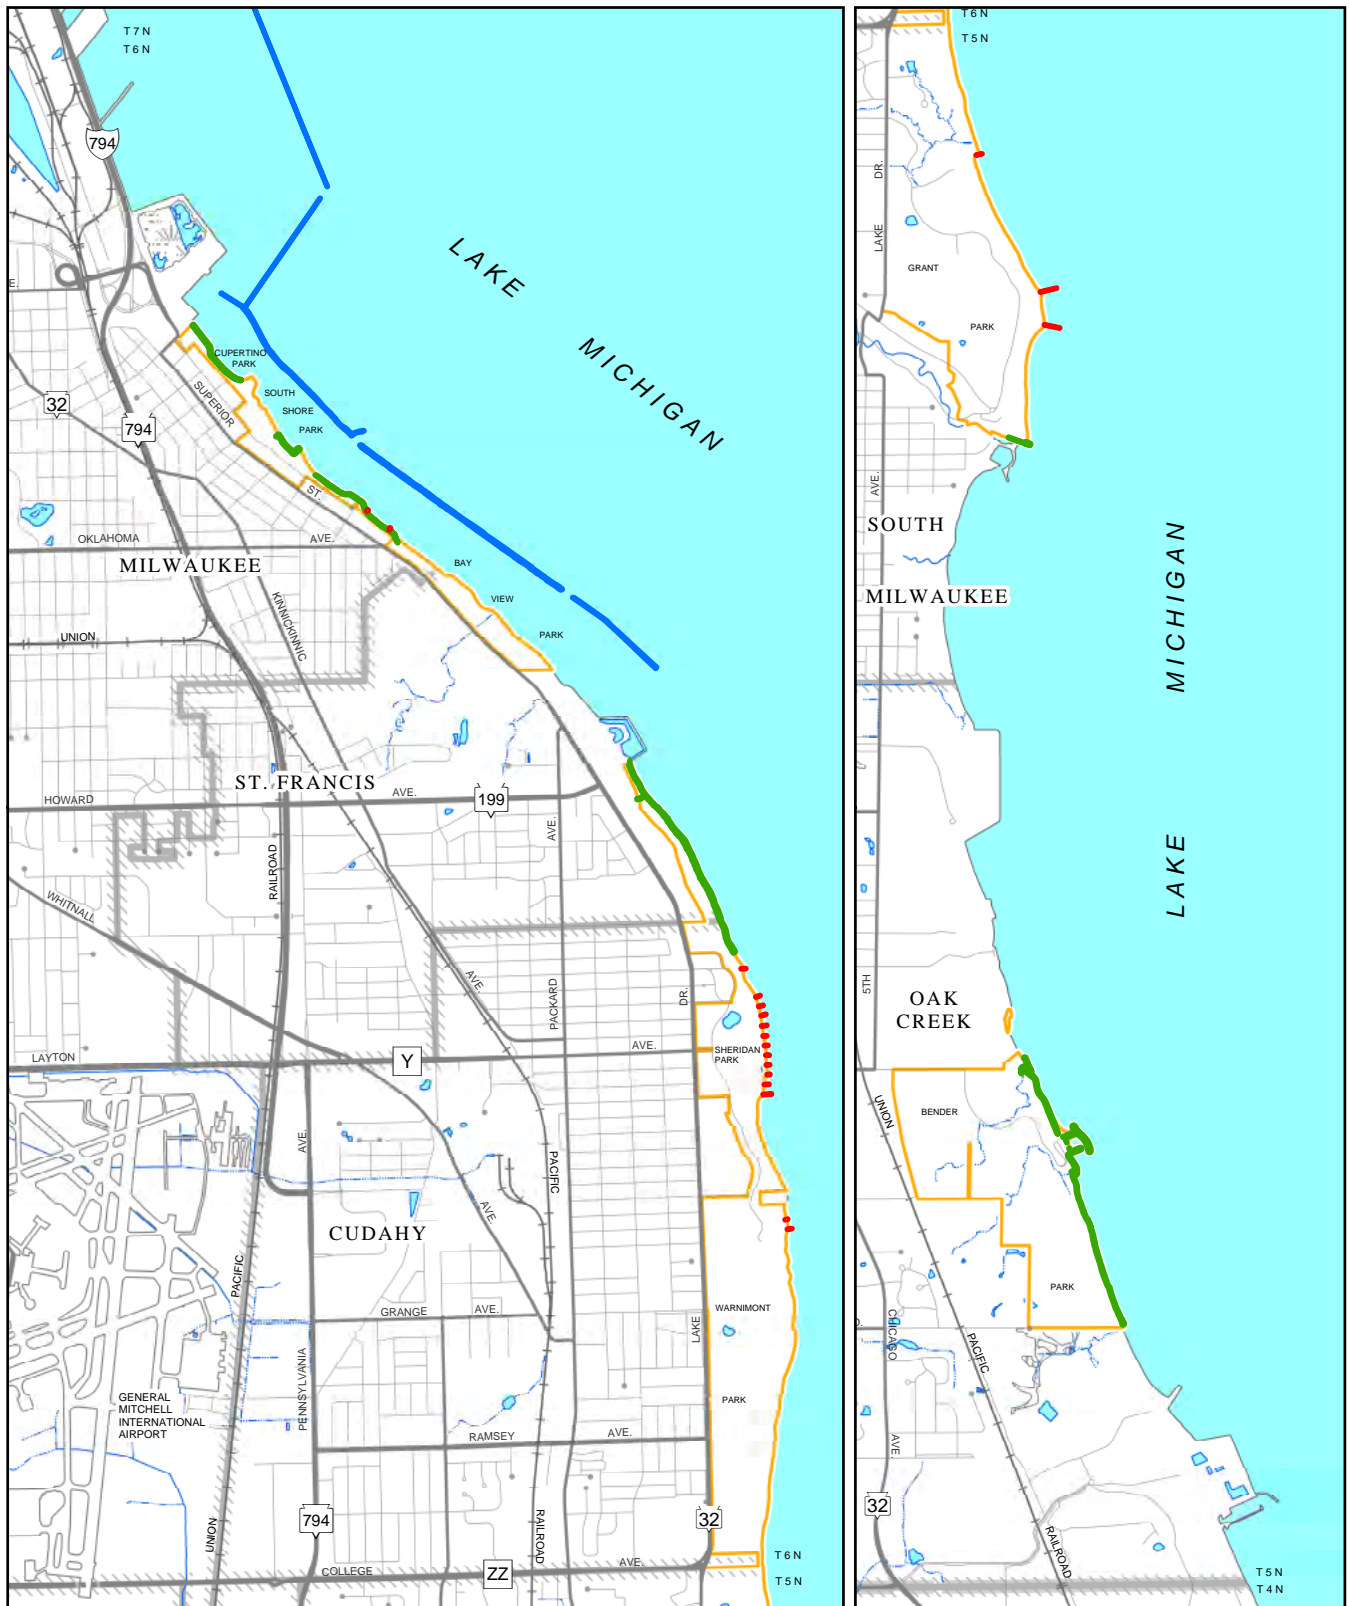 T7N
T6N
794
E.
LAKE
MICHIGAN
CUPERTINO
PARK
SOUTH
SHORE
PARK
SUPERIOR
ST.
32
794
OKLAHOMA
AVE.
MILWAUKEE
BAY
VIEW
PARK
KINNICKINNIC
UNION
ST. FRANCIS
HOWARD
AVE.
199
AVE.
RAILROAD
WHITNALL
AVE.
PACKARD
DR.
SHERIDAN
PARK
LAYTON
Y
AVE.
AVE.
PACIFIC
AVE.
CUDAHY
PACIFIC
GRANGE
AVE.
WARNIMONT
LAKE
PENNSYLVANIA
PARK
GENERAL
MITCHELL
INTERNATIONAL
AIRPORT
RAMSEY
AVE.
794
32
UNION
RAILROAD
COLLEGE
ZZ
AVE.
T6N
T5N
T6N
T5N
DR.
LAKE
GRANT
PARK
AVE.
SOUTH
MILWAUKEE
MICHIGAN
LAKE
5TH
OAK
CREEK
UNION
BENDER
PARK
CHICAGO
PACIFIC
AVE.
32
RAILROAD
T5N
T4N